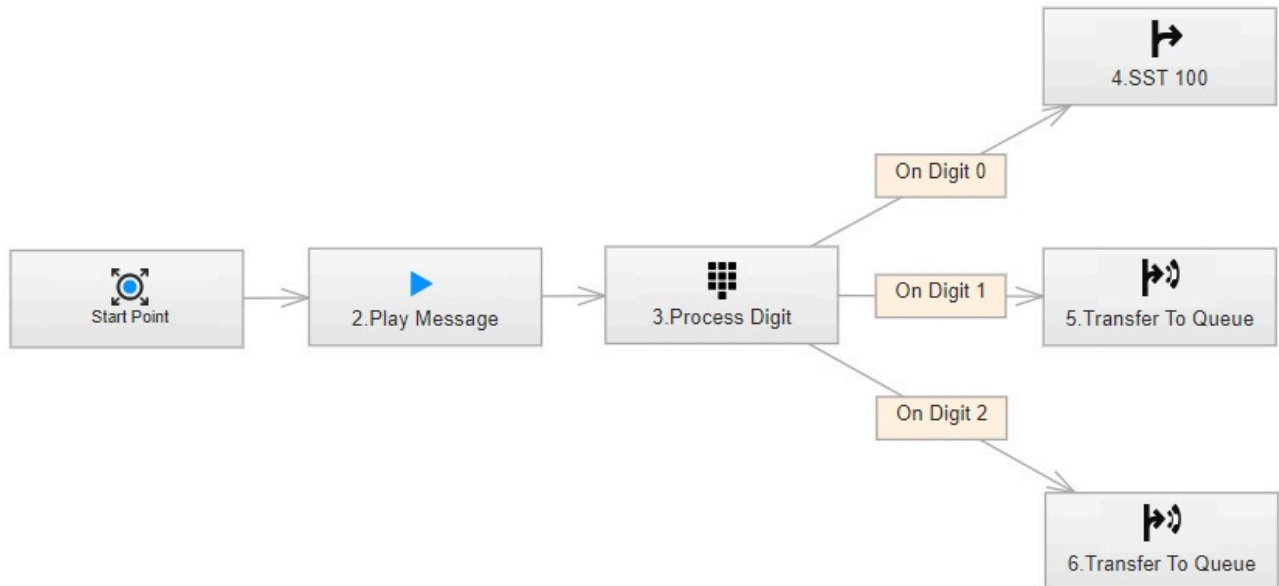 4.SST 100
On Digit 0
Start Point
2.Play Message
3.Process Digit
On Digit 1
5.Transfer To Queue
On Digit 2
6.Transfer To Queue